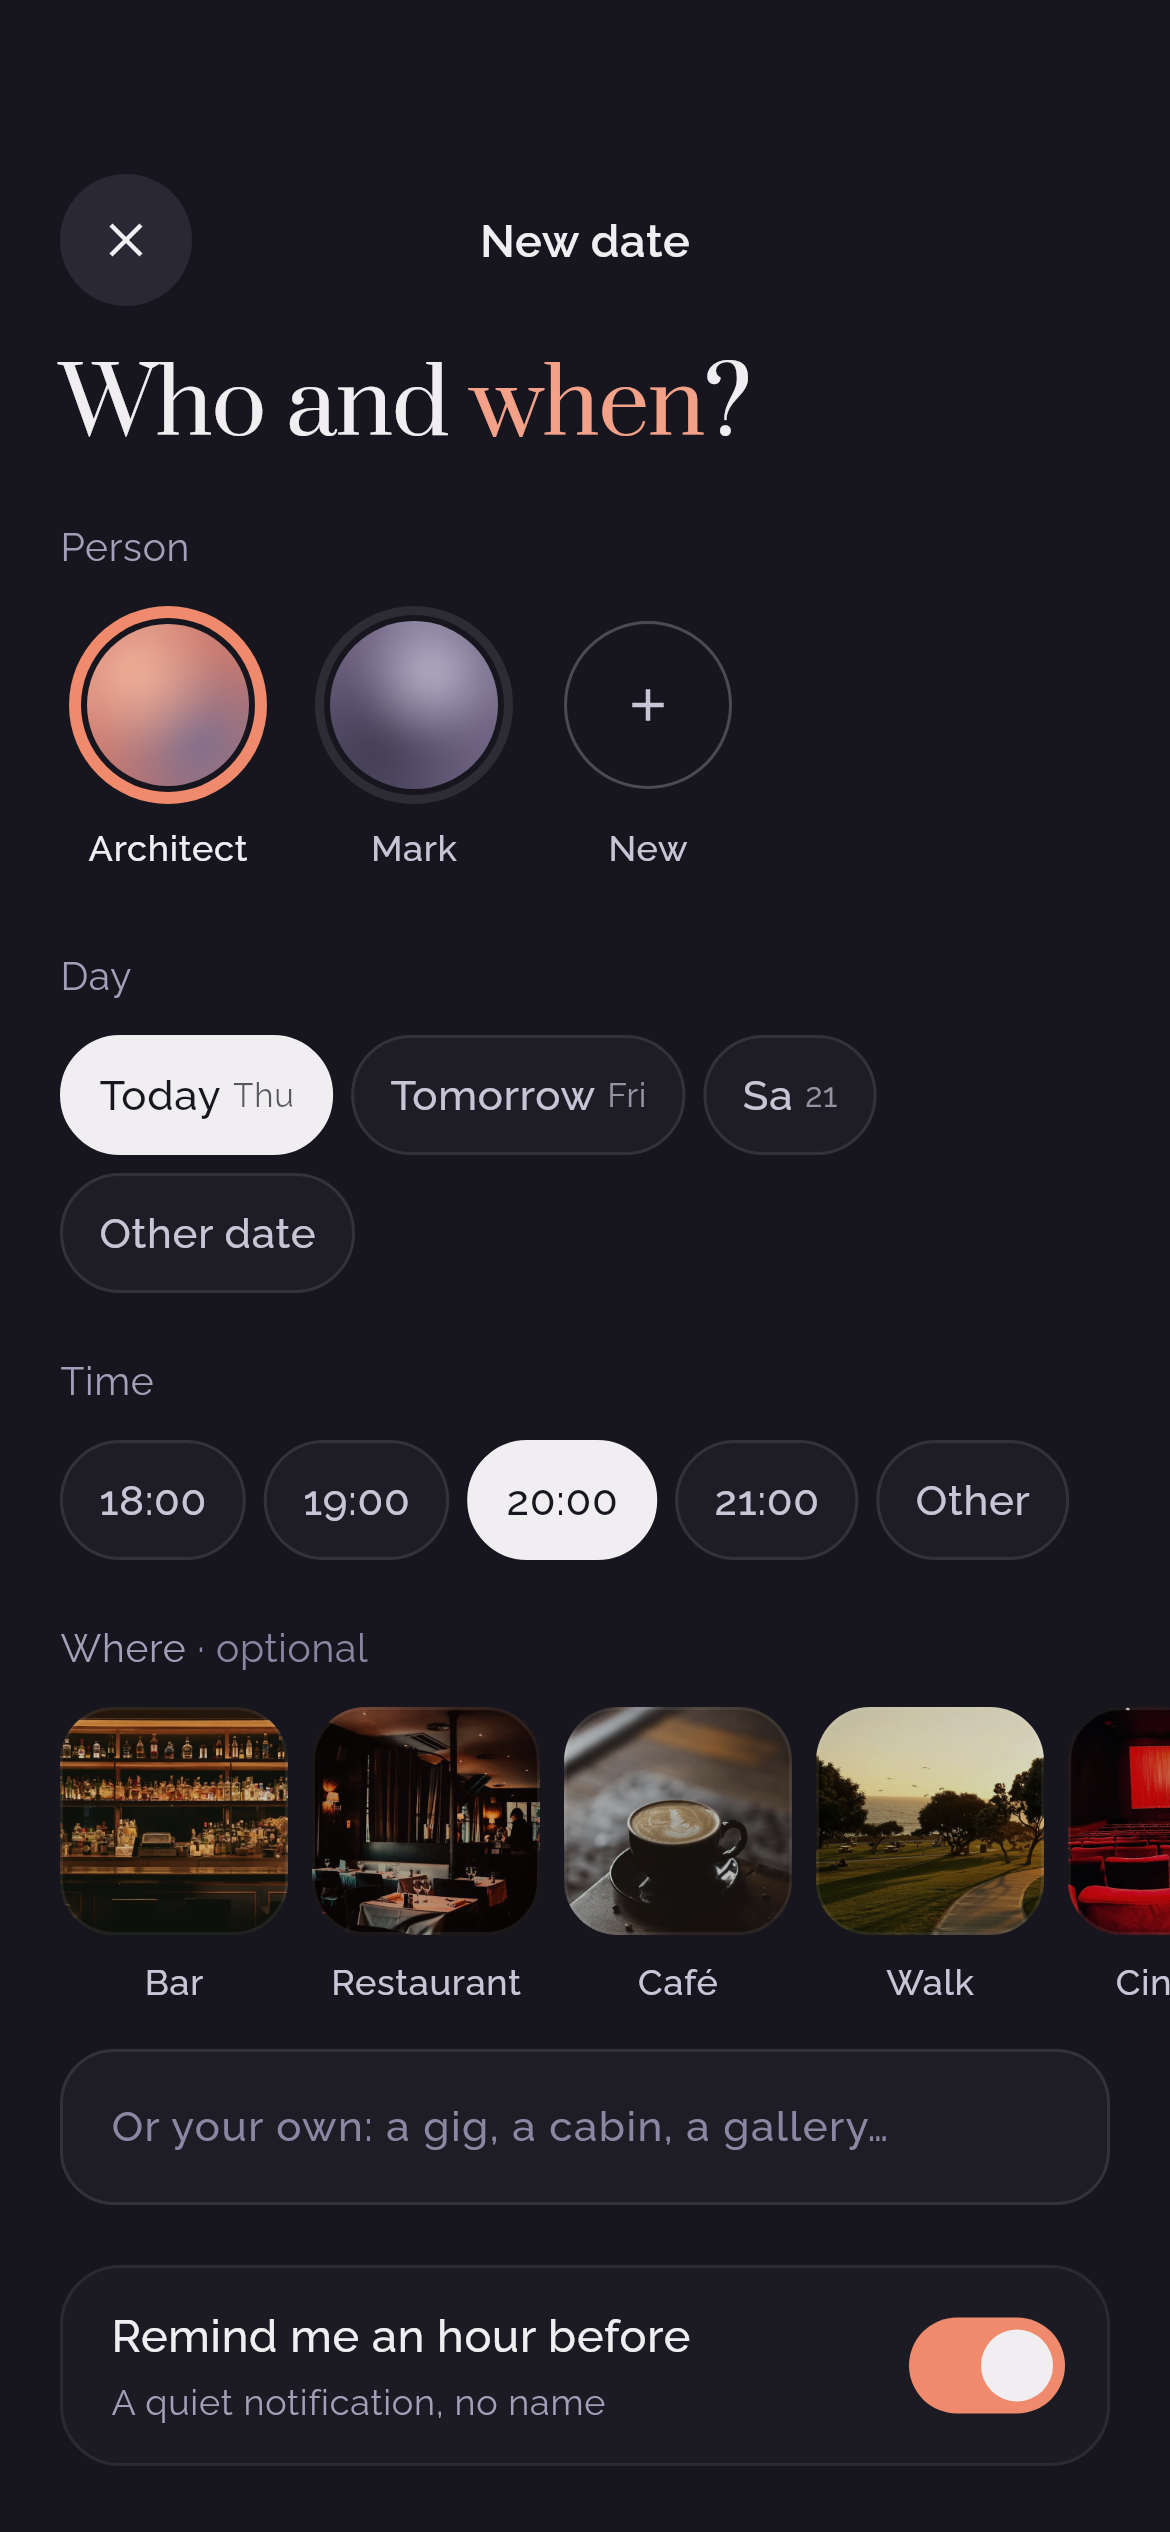 New date
Who and when?
Person
Architect Mark New
Day
Today Thu Tomorrow Fri Sa 21
Other date
Time
18:00 19:00 20:00 21:00 Other
Where · optional
Bar Restaurant Café Walk Cin
Or your own: a gig, a cabin, a gallery…
Remind me an hour before
A quiet notification, no name